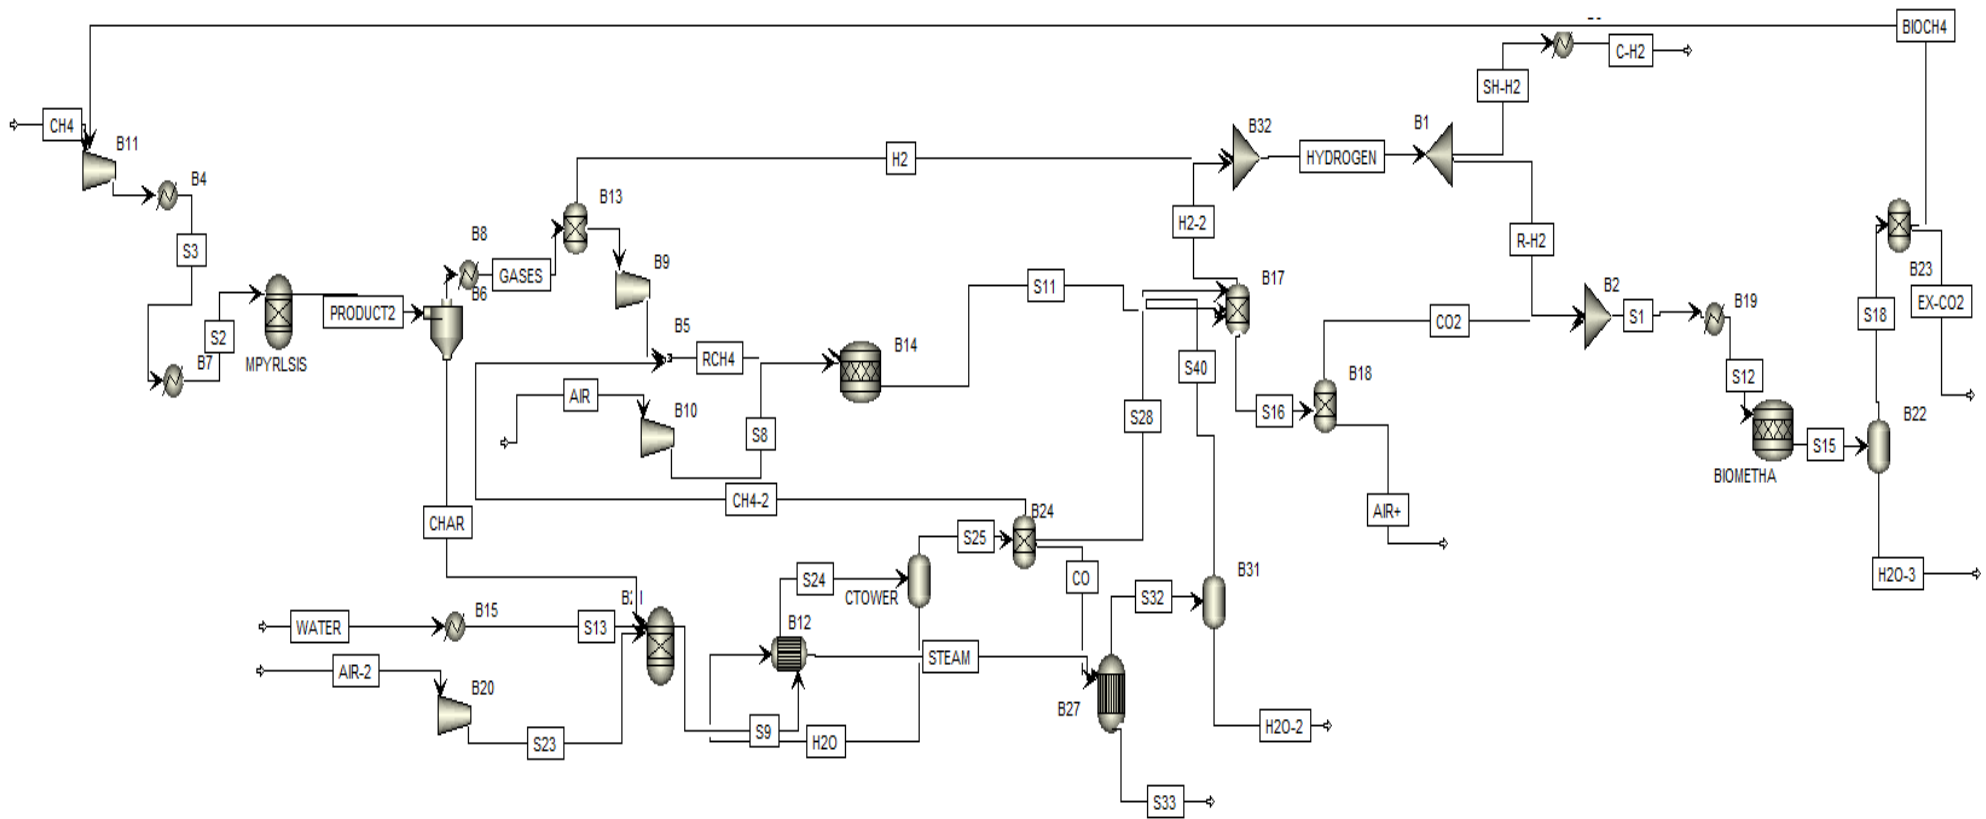 BIOCH4
C-H2
SH-H2
CH4
B11
B32
B1
HYDROGEN
H2
B4
B13
H2-2
R-H2
S3
B8
GASES
B6
B9
B17
B23
S11
B2
S1
B19
EX-CO2
S18
PRODUCT2
S2
B7
MPYRLSIS
B5
RCH4
B14
CO2
S40
B18
S12
AIR
B10
S8
S28
S16
B22
S15
BIOMETHA
CH4-2
AIR+
CHAR
S25
B24
CO
B31
H2O-3
S24
CTOWER
S32
WATER
B15
S13
B12
STEAM
AIR-2
B20
B27
S23
S9
H2O
H2O-2
S33